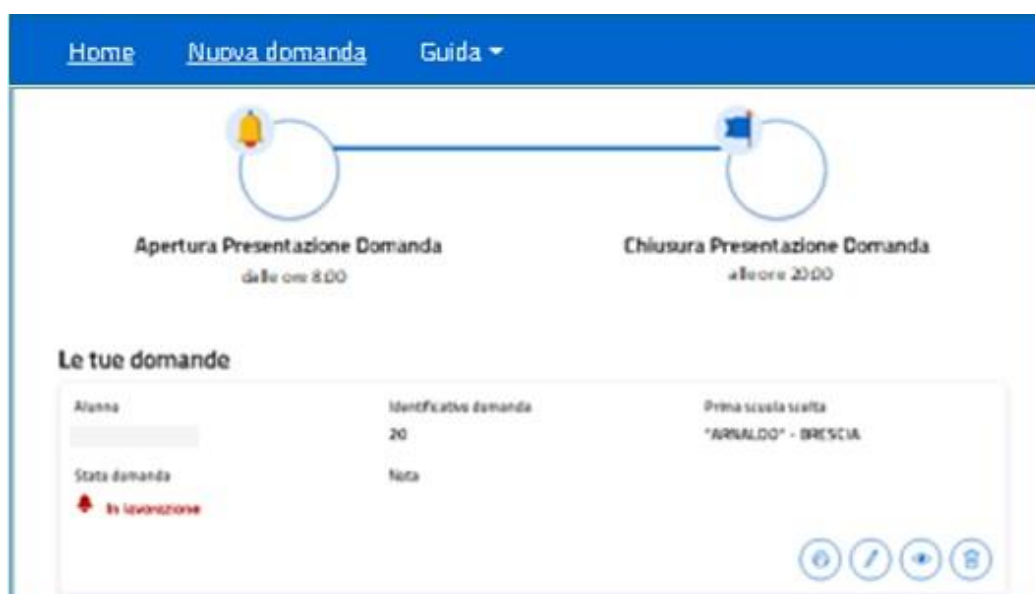 Home Nuova domanda Guida
Apertura Presentazione Domanda Chiusura Presentazione Domanda
dalle ore 8:00 alle ore 20:00
Le tue domande
Alunno Identificativo domanda Prima scuola scelta
20 "ARNALDO" - BRESCIA
Stato domanda Nota
In lavorazione